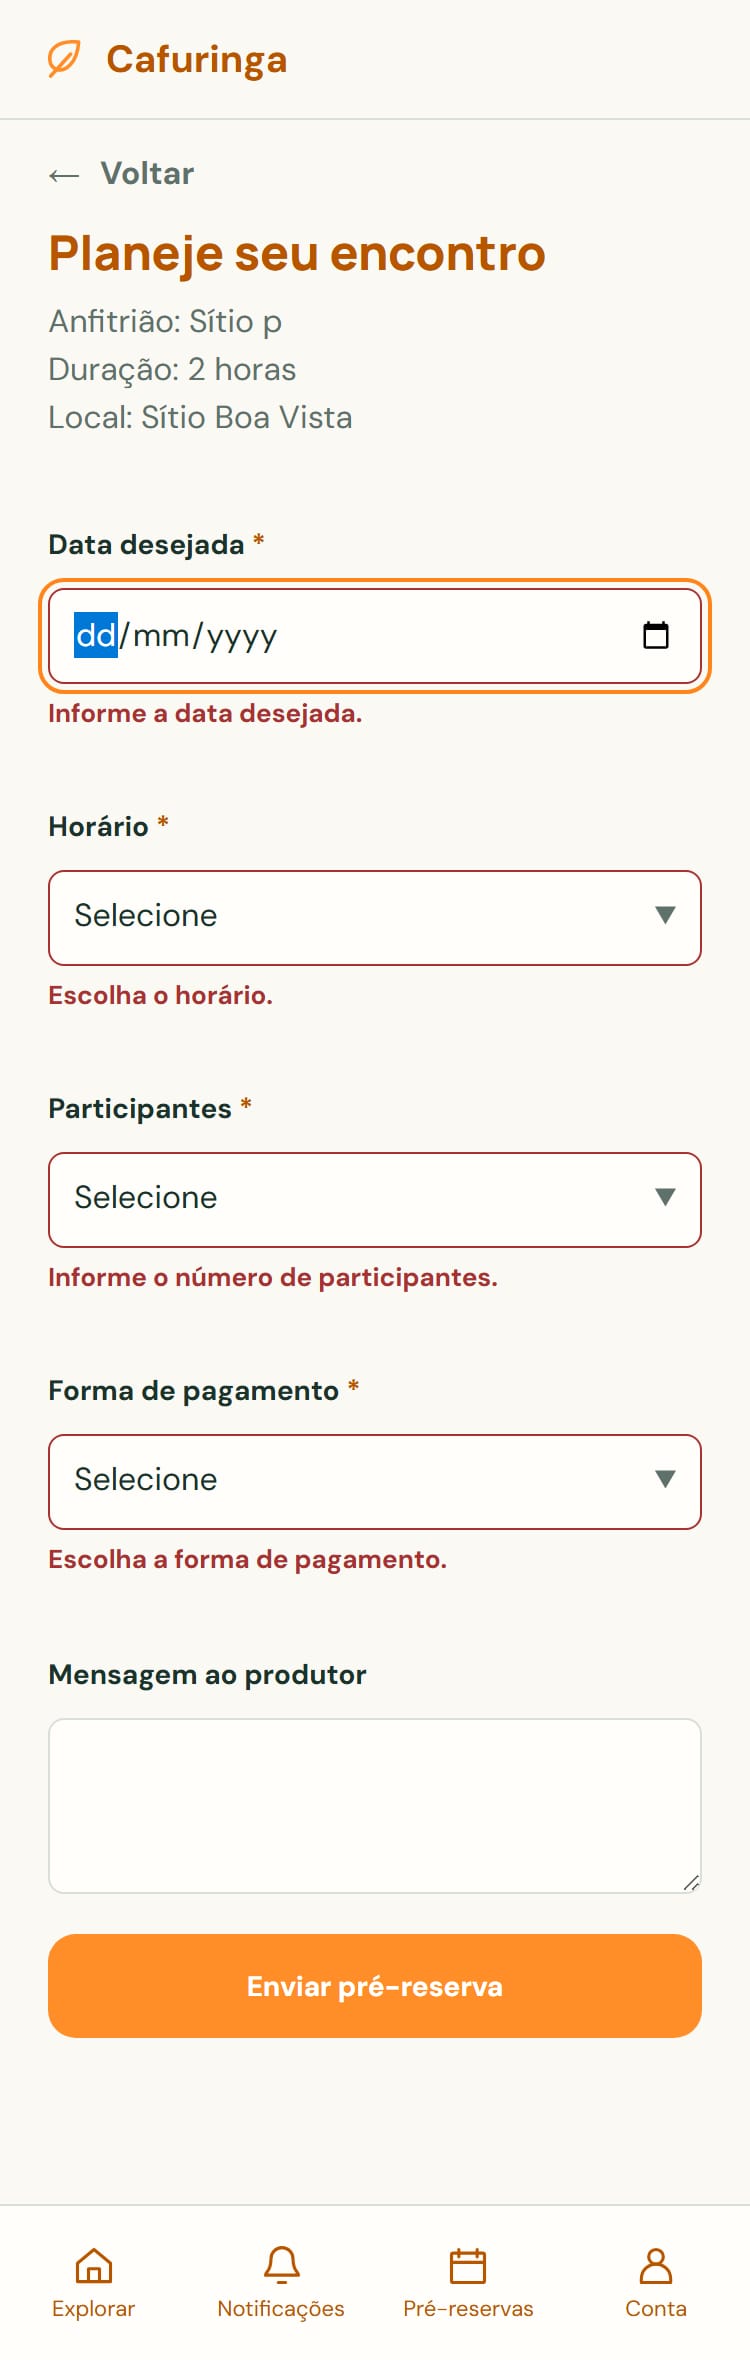 Cafuringa
← Voltar
Planeje seu encontro
Anfitrião: Sítio p
Duração: 2 horas
Local: Sítio Boa Vista
Data desejada *
dd/mm/yyyy
Informe a data desejada.
Horário *
Selecione
Escolha o horário.
Participantes *
Selecione
Informe o número de participantes.
Forma de pagamento *
Selecione
Escolha a forma de pagamento.
Mensagem ao produtor
Enviar pré-reserva
Explorar
Notificações
Pré-reservas
Conta